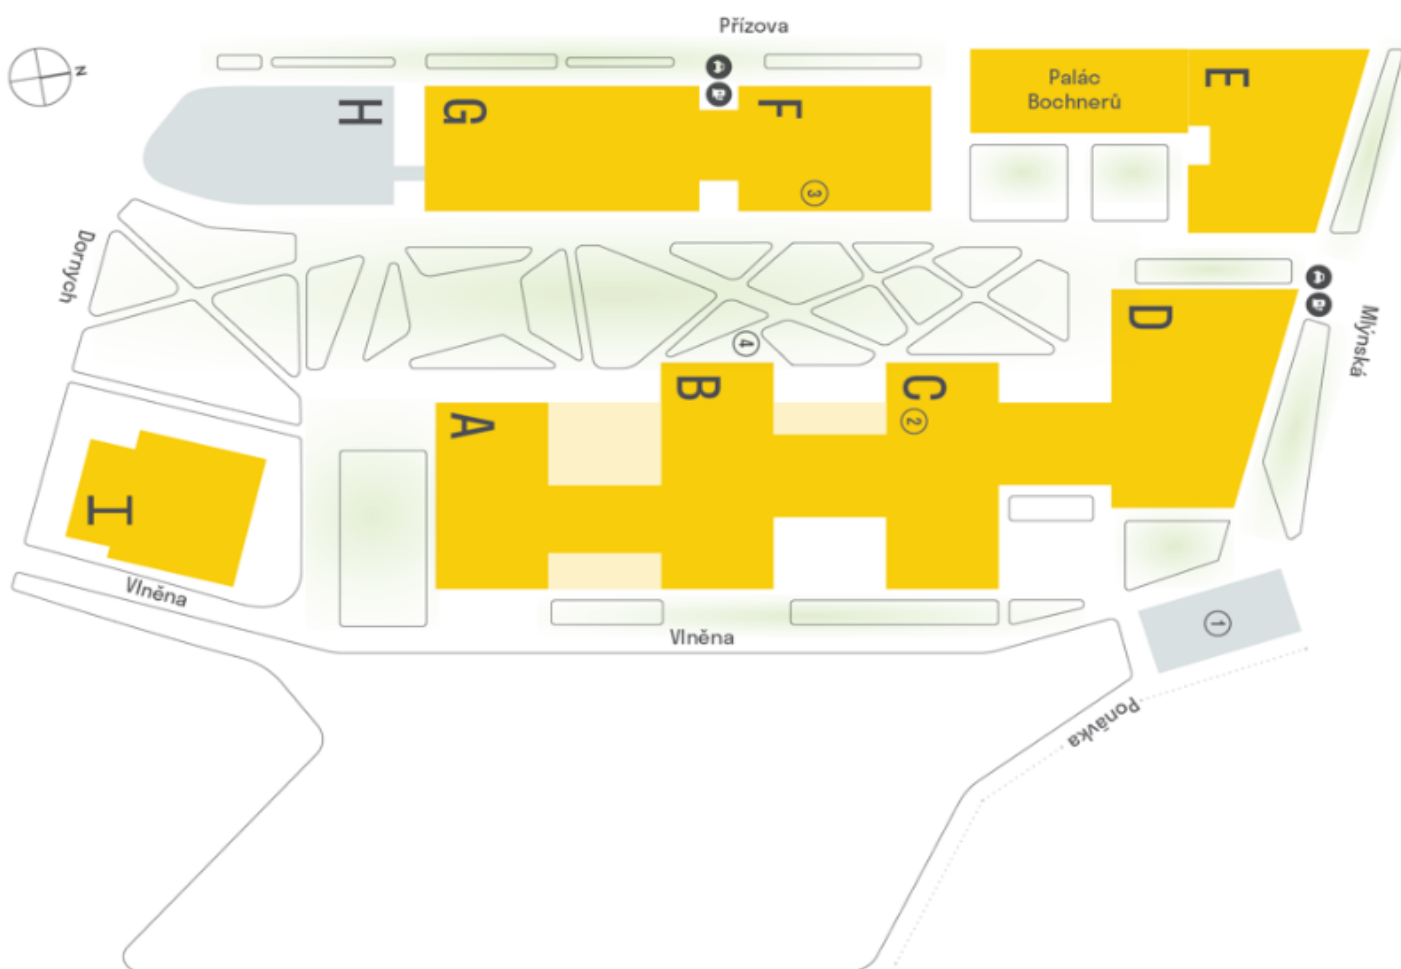 Přízova
N
Palác
Bochnerů
E
H
G
F
3
Dornych
D
Mlýnská
4
A
B
C
2
I
Vlněna
Vlněna
1
Ponávka